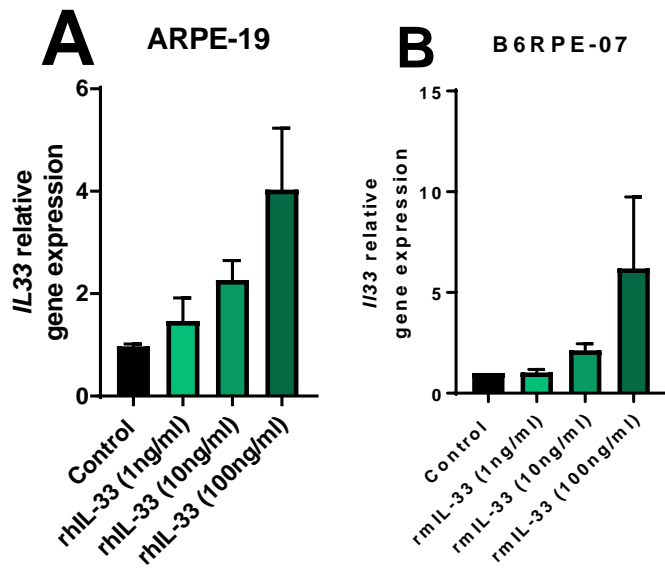 A
ARPE-19
IL33 relative
gene expression
6
4
2
0
Control
rhIL-33 (1ng/ml)
rhIL-33 (10ng/ml)
rhIL-33 (100ng/ml)
B
B6RPE-07
Il33 relative
gene expression
15
10
5
0
Control
rmIL-33 (1ng/ml)
rmIL-33 (10ng/ml)
rmIL-33 (100ng/ml)